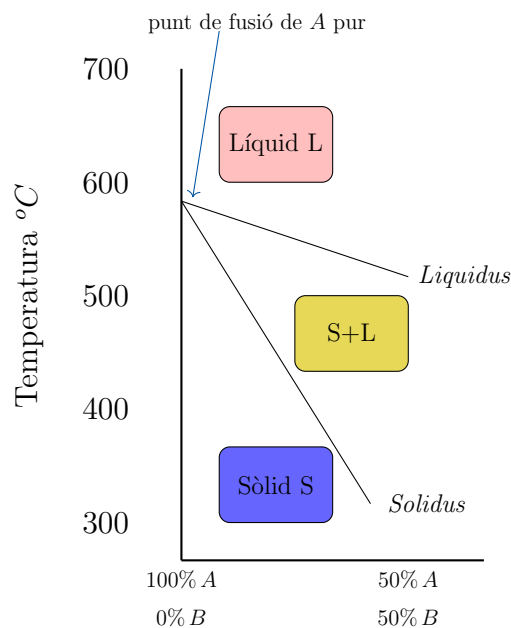 punt de fusió de A pur
700
Líquid L
600
Temperatura ºC
500
Liquidus
S+L
400
Sòlid S
Solidus
300
100% A
50% A
0% B
50% B